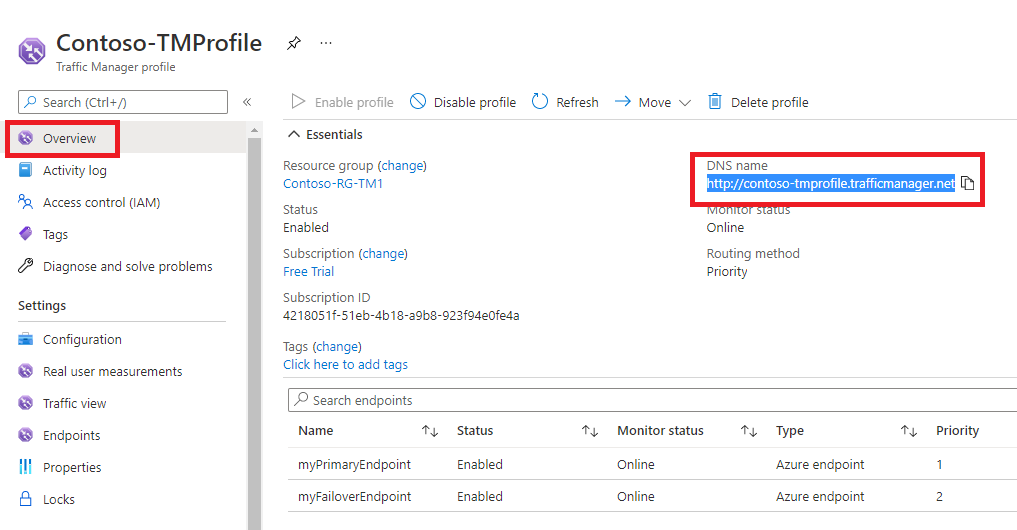 Contoso-TMProfile
...
Traffic Manager profile
Search (Ctrl+/)
«
Overview
Activity log
Access control (IAM)
Tags
Diagnose and solve problems
Settings
Configuration
Real user measurements
Traffic view
Endpoints
Properties
Locks
Enable profile
Disable profile
Refresh
Move
Delete profile
Essentials
Resource group (change)
Contoso-RG-TM1
Status
Enabled
Subscription (change)
Free Trial
Subscription ID
4218051f-51eb-4b18-a9b8-923f94e0fe4a
Tags (change)
Click here to add tags
DNS name
http://contoso-tmprofile.trafficmanager.net
Monitor status
Online
Routing method
Priority
Search endpoints
Name Status Monitor status Type Priority
myPrimaryEndpoint Enabled Online Azure endpoint 1
myFailoverEndpoint Enabled Online Azure endpoint 2